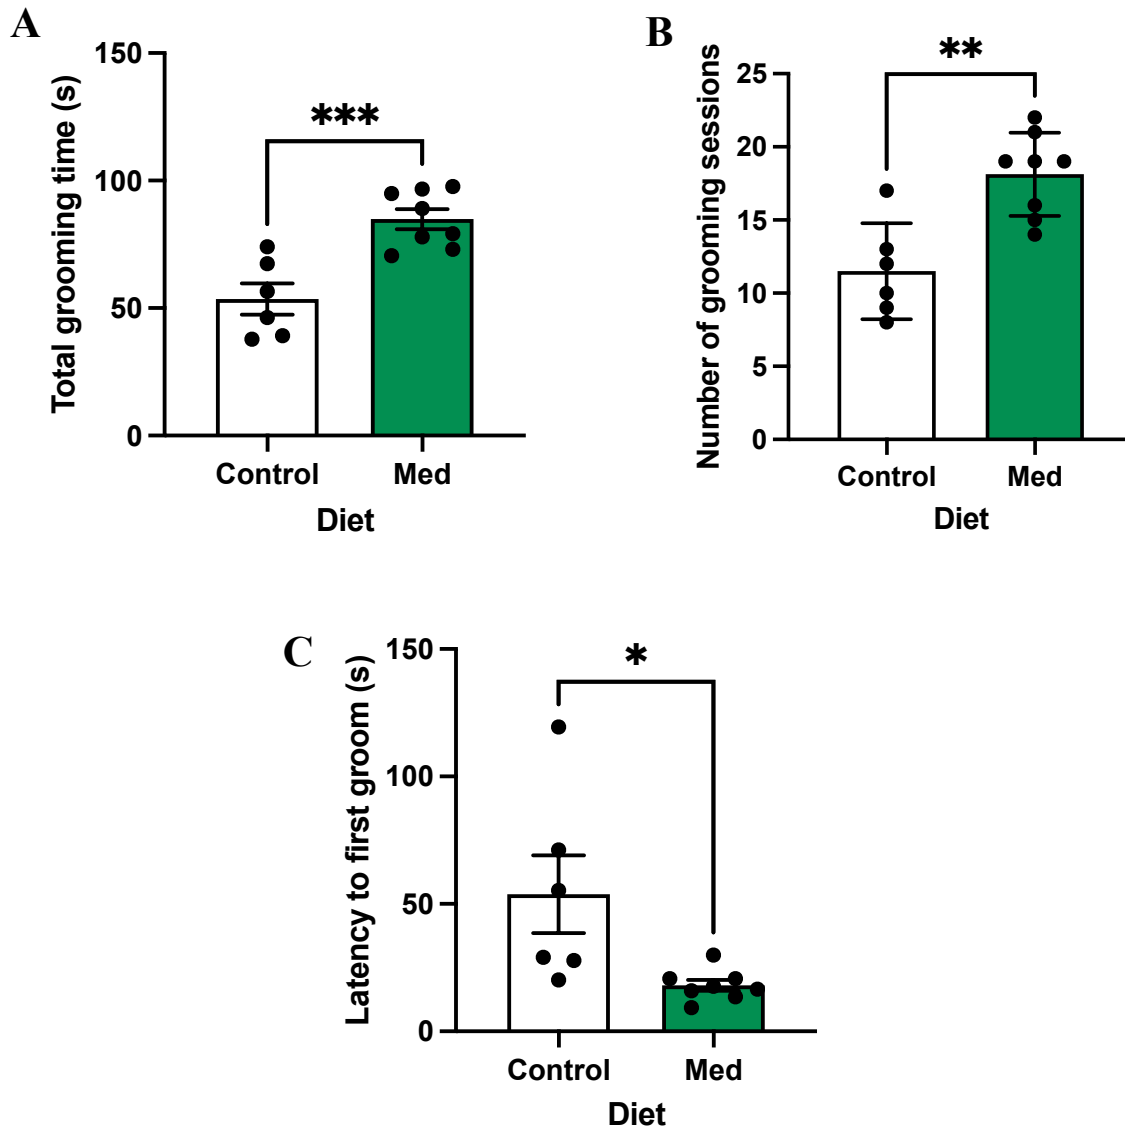 A
Total grooming time (s)
150
100
50
0
***
Control Med
Diet
B
Number of grooming sessions
25
20
15
10
5
0
**
Control Med
Diet
C
Latency to first groom (s)
150
100
50
0
*
Control Med
Diet